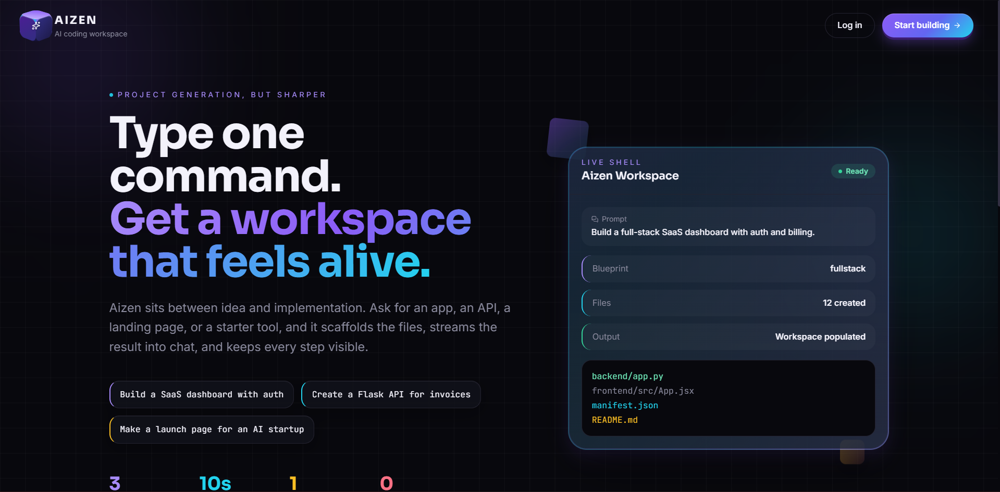 AIZEN
AI coding workspace
Log in
Start building →
PROJECT GENERATION, BUT SHARPER
Type one
command.
Get a workspace
that feels alive.
Aizen sits between idea and implementation. Ask for an app, an API, a
landing page, or a starter tool, and it scaffolds the files, streams the
result into chat, and keeps every step visible.
Build a SaaS dashboard with auth
Create a Flask API for invoices
Make a launch page for an AI startup
3
10s
1
0
LIVE SHELL
Aizen Workspace
Ready
Prompt
Build a full-stack SaaS dashboard with auth and billing.
Blueprint
fullstack
Files
12 created
Output
Workspace populated
backend/app.py
frontend/src/App.jsx
manifest.json
README.md